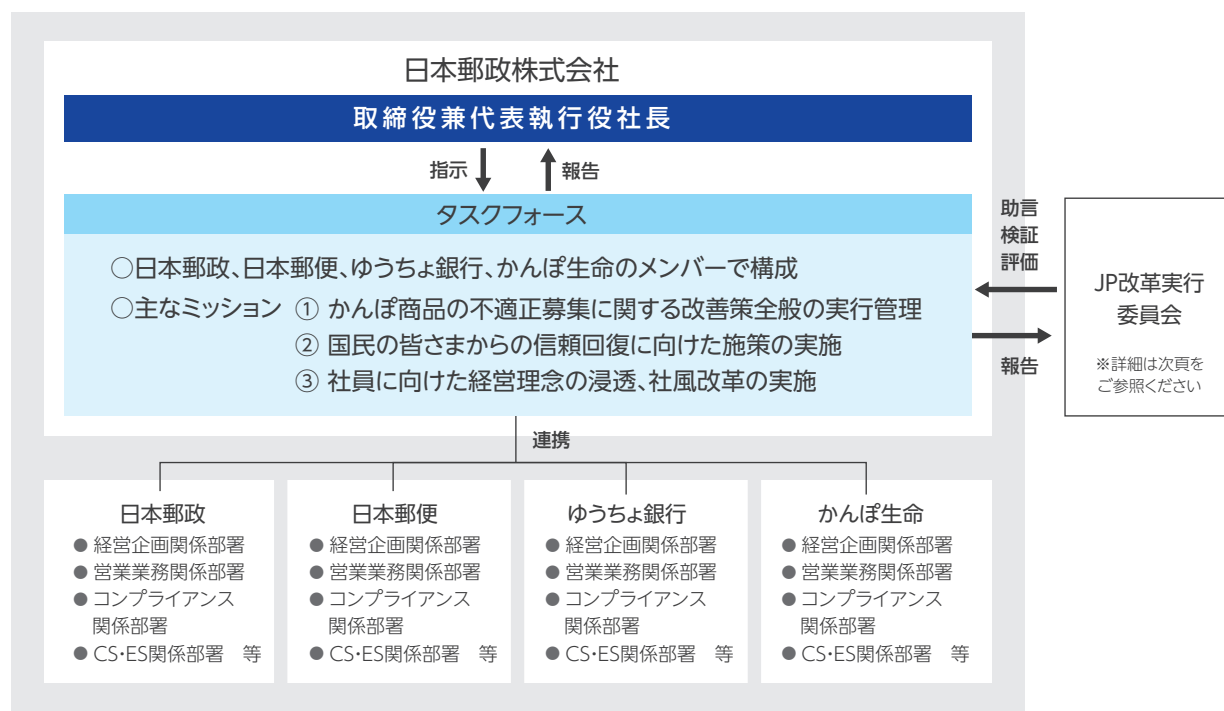 日本郵政株式会社
取締役兼代表執行役社長
指示
報告
タスクフォース
○日本郵政、日本郵便、ゆうちょ銀行、かんぽ生命のメンバーで構成
○主なミッション ① かんぽ商品の不適正募集に関する改善策全般の実行管理
② 国民の皆さまからの信頼回復に向けた施策の実施
③ 社員に向けた経営理念の浸透、社風改革の実施
助言
検証
評価
報告
JP改革実行
委員会
※詳細は次頁を
ご参照ください
連携
日本郵政
● 経営企画関係部署
● 営業業務関係部署
● コンプライアンス
関係部署
● CS・ES関係部署 等
日本郵便
● 経営企画関係部署
● 営業業務関係部署
● コンプライアンス
関係部署
● CS・ES関係部署 等
ゆうちょ銀行
● 経営企画関係部署
● 営業業務関係部署
● コンプライアンス
関係部署
● CS・ES関係部署 等
かんぽ生命
● 経営企画関係部署
● 営業業務関係部署
● コンプライアンス
関係部署
● CS・ES関係部署 等